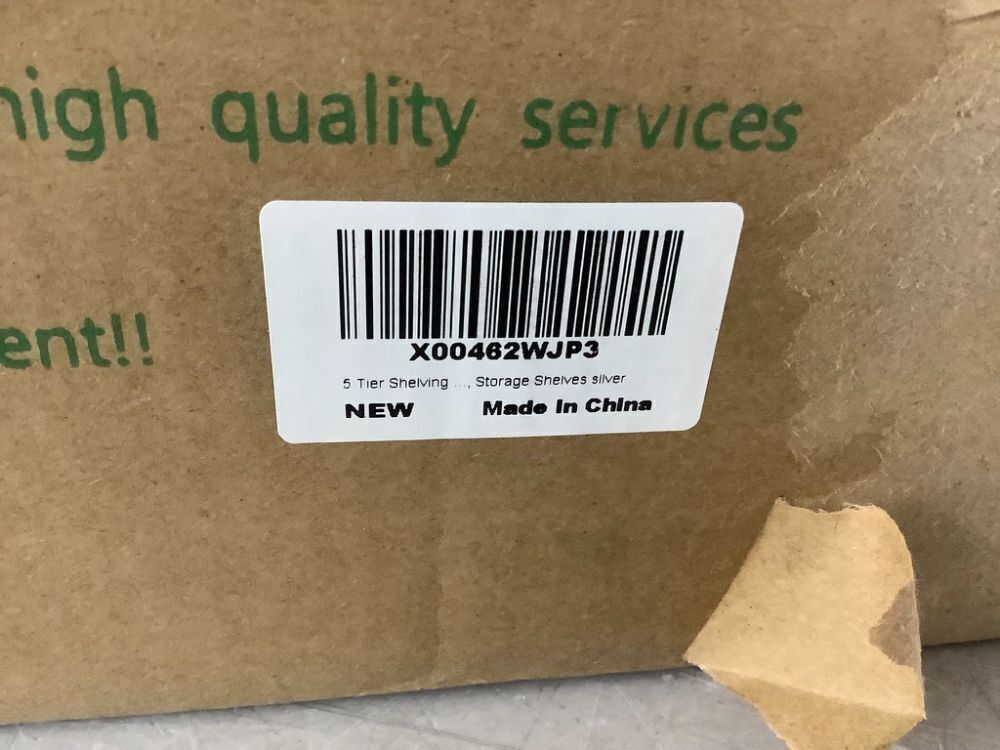 high quality services
ent!!
X00462WJP3
5 Tier Shelving ..., Storage Shelves silver
NEW Made In China